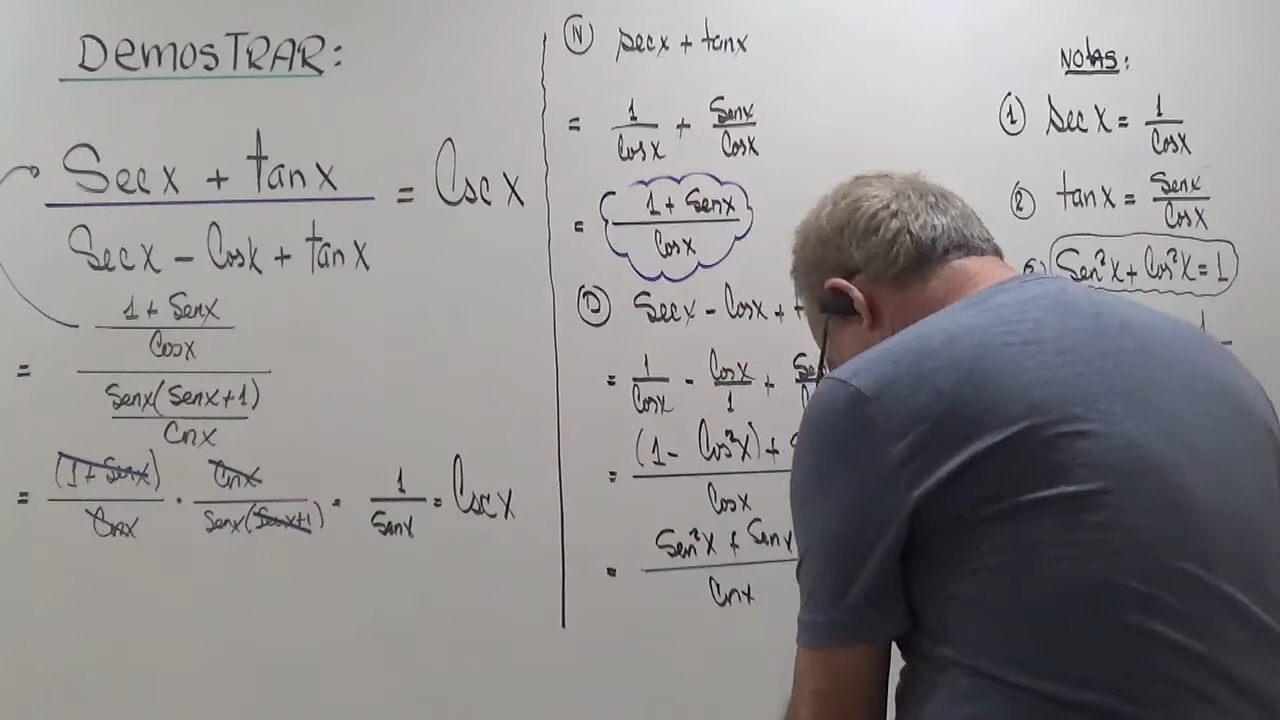 DemosTRAR:
Secx + tanx / Secx - Cosx + tanx = Cscx
= (1 + Senx / Cosx) / (Senx(Senx+1) / Cosx)
= (1 + Senx) / Cosx · Cosx / Senx(Senx+1) = 1 / Senx = Cscx
(N) secx + tanx
= 1 / Cosx + Senx / Cosx
= 1 + Senx / Cosx
(D) Secx - Cosx +
= 1 / Cosx - Cosx / 1 +
= (1 - Cos²x) + / Cosx
= Sen²x + Senx / Cosx
NOTAS:
(1) Secx = 1 / Cosx
(2) tanx = Senx / Cosx
Sen²x + Cos²x = 1